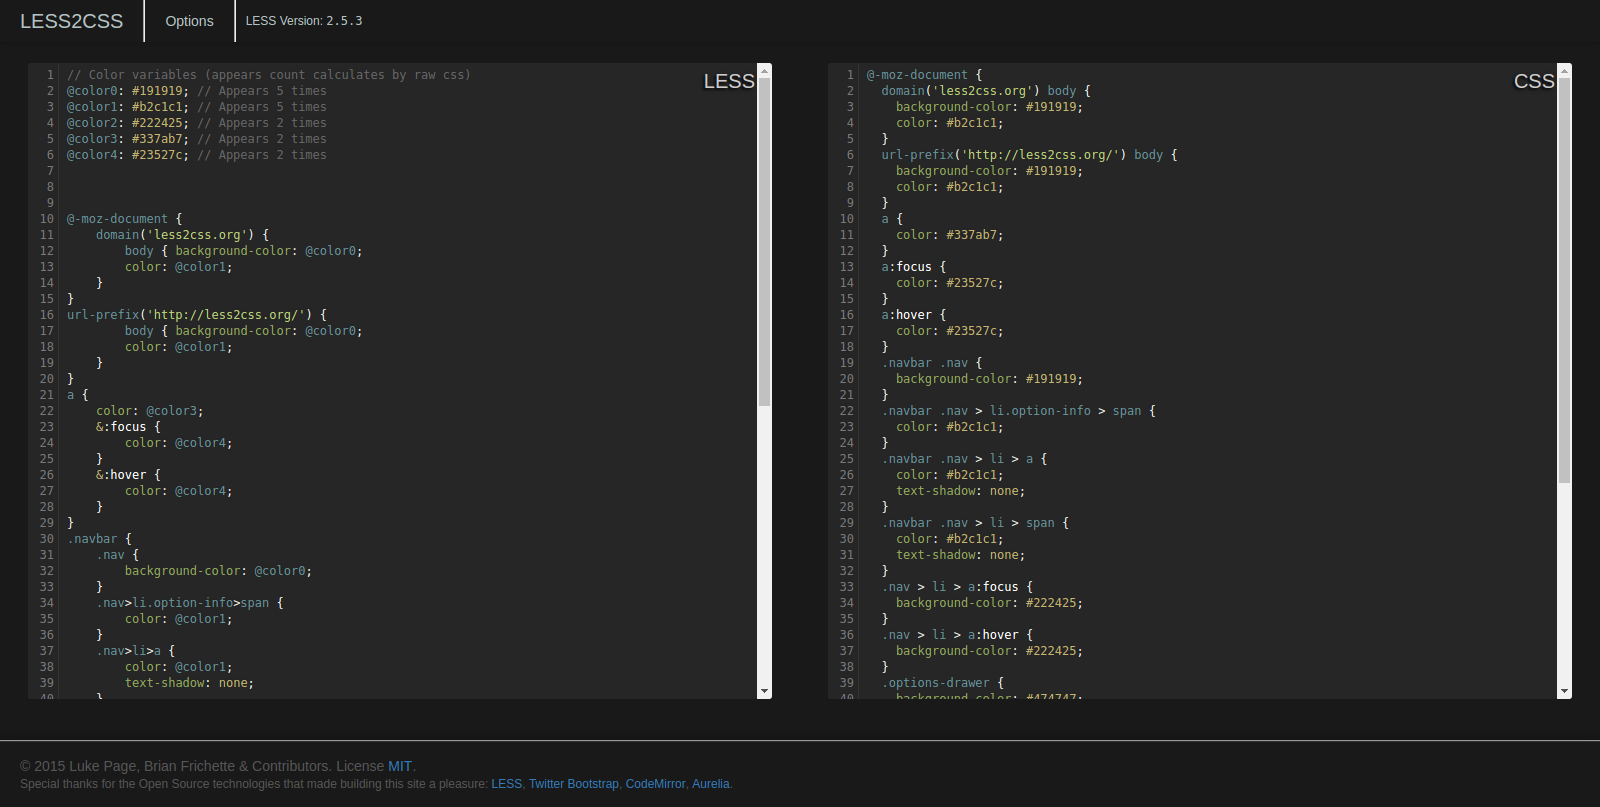 LESS2CSS Options LESS Version: 2.5.3
LESS
1 // Color variables (appears count calculates by raw css)
2 @color0: #191919; // Appears 5 times
3 @color1: #b2c1c1; // Appears 5 times
4 @color2: #222425; // Appears 2 times
5 @color3: #337ab7; // Appears 2 times
6 @color4: #23527c; // Appears 2 times
7
8
9
10 @-moz-document {
11 domain('less2css.org') {
12 body { background-color: @color0;
13 color: @color1;
14 }
15 }
16 url-prefix('http://less2css.org/') {
17 body { background-color: @color0;
18 color: @color1;
19 }
20 }
21 a {
22 color: @color3;
23 &:focus {
24 color: @color4;
25 }
26 &:hover {
27 color: @color4;
28 }
29 }
30 .navbar {
31 .nav {
32 background-color: @color0;
33 }
34 .nav>li.option-info>span {
35 color: @color1;
36 }
37 .nav>li>a {
38 color: @color1;
39 text-shadow: none;
40 }
CSS
1 @-moz-document {
2 domain('less2css.org') body {
3 background-color: #191919;
4 color: #b2c1c1;
5 }
6 url-prefix('http://less2css.org/') body {
7 background-color: #191919;
8 color: #b2c1c1;
9 }
10 a {
11 color: #337ab7;
12 }
13 a:focus {
14 color: #23527c;
15 }
16 a:hover {
17 color: #23527c;
18 }
19 .navbar .nav {
20 background-color: #191919;
21 }
22 .navbar .nav > li.option-info > span {
23 color: #b2c1c1;
24 }
25 .navbar .nav > li > a {
26 color: #b2c1c1;
27 text-shadow: none;
28 }
29 .navbar .nav > li > span {
30 color: #b2c1c1;
31 text-shadow: none;
32 }
33 .nav > li > a:focus {
34 background-color: #222425;
35 }
36 .nav > li > a:hover {
37 background-color: #222425;
38 }
39 .options-drawer {
40 background-color: #474747;
© 2015 Luke Page, Brian Frichette & Contributors. License MIT.
Special thanks for the Open Source technologies that made building this site a pleasure: LESS, Twitter Bootstrap, CodeMirror, Aurelia.